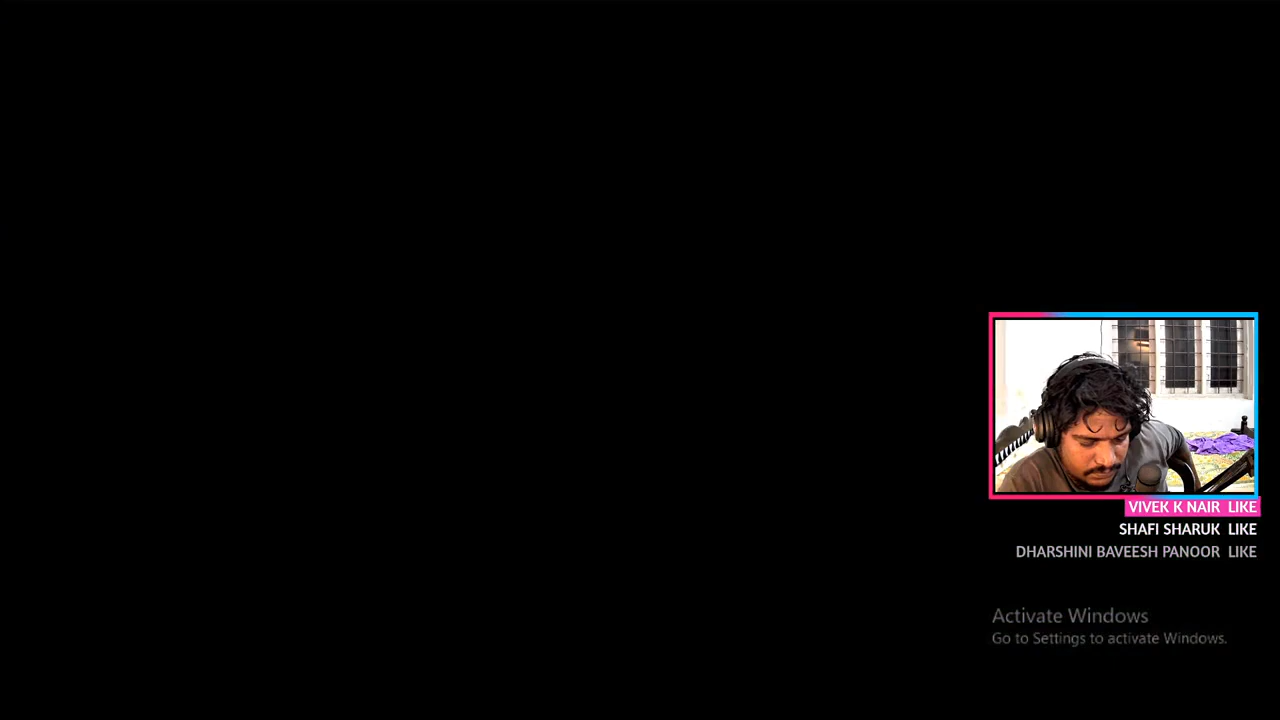 VIVEK K NAIR LIKE
SHAFI SHARUK LIKE
DHARSHINI BAVEESH PANOOR LIKE
Activate Windows
Go to Settings to activate Windows.